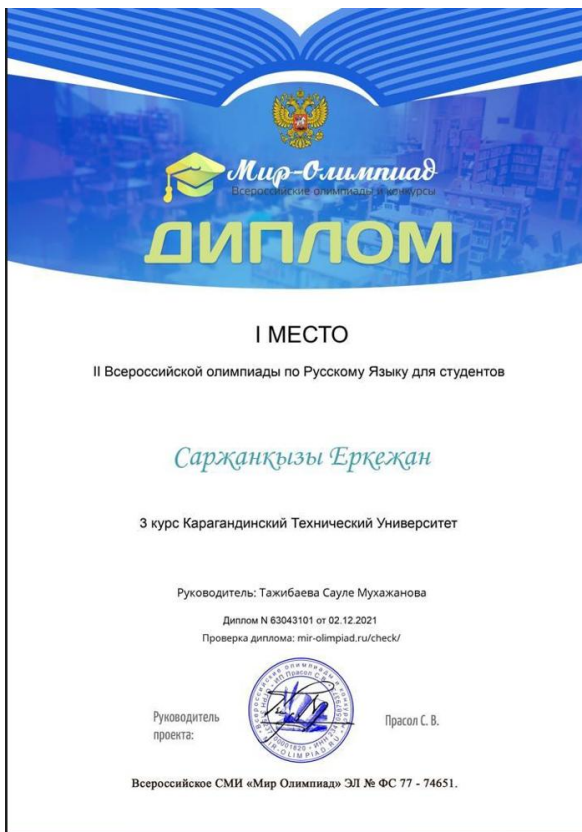 Мир-Олимпиад
Всероссийские олимпиады и конкурсы
ДИПЛОМ
I МЕСТО
II Всероссийской олимпиады по Русскому Языку для студентов
Саржанкызы Еркежан
3 курс Карагандинский Технический Университет
Руководитель: Тажибаева Сауле Мухажанова
Диплом N 63043101 от 02.12.2021
Проверка диплома: mir-olimpiad.ru/check/
Руководитель
проекта:
Прасол С. В.
Всероссийское СМИ «Мир Олимпиад» ЭЛ № ФС 77 - 74651.